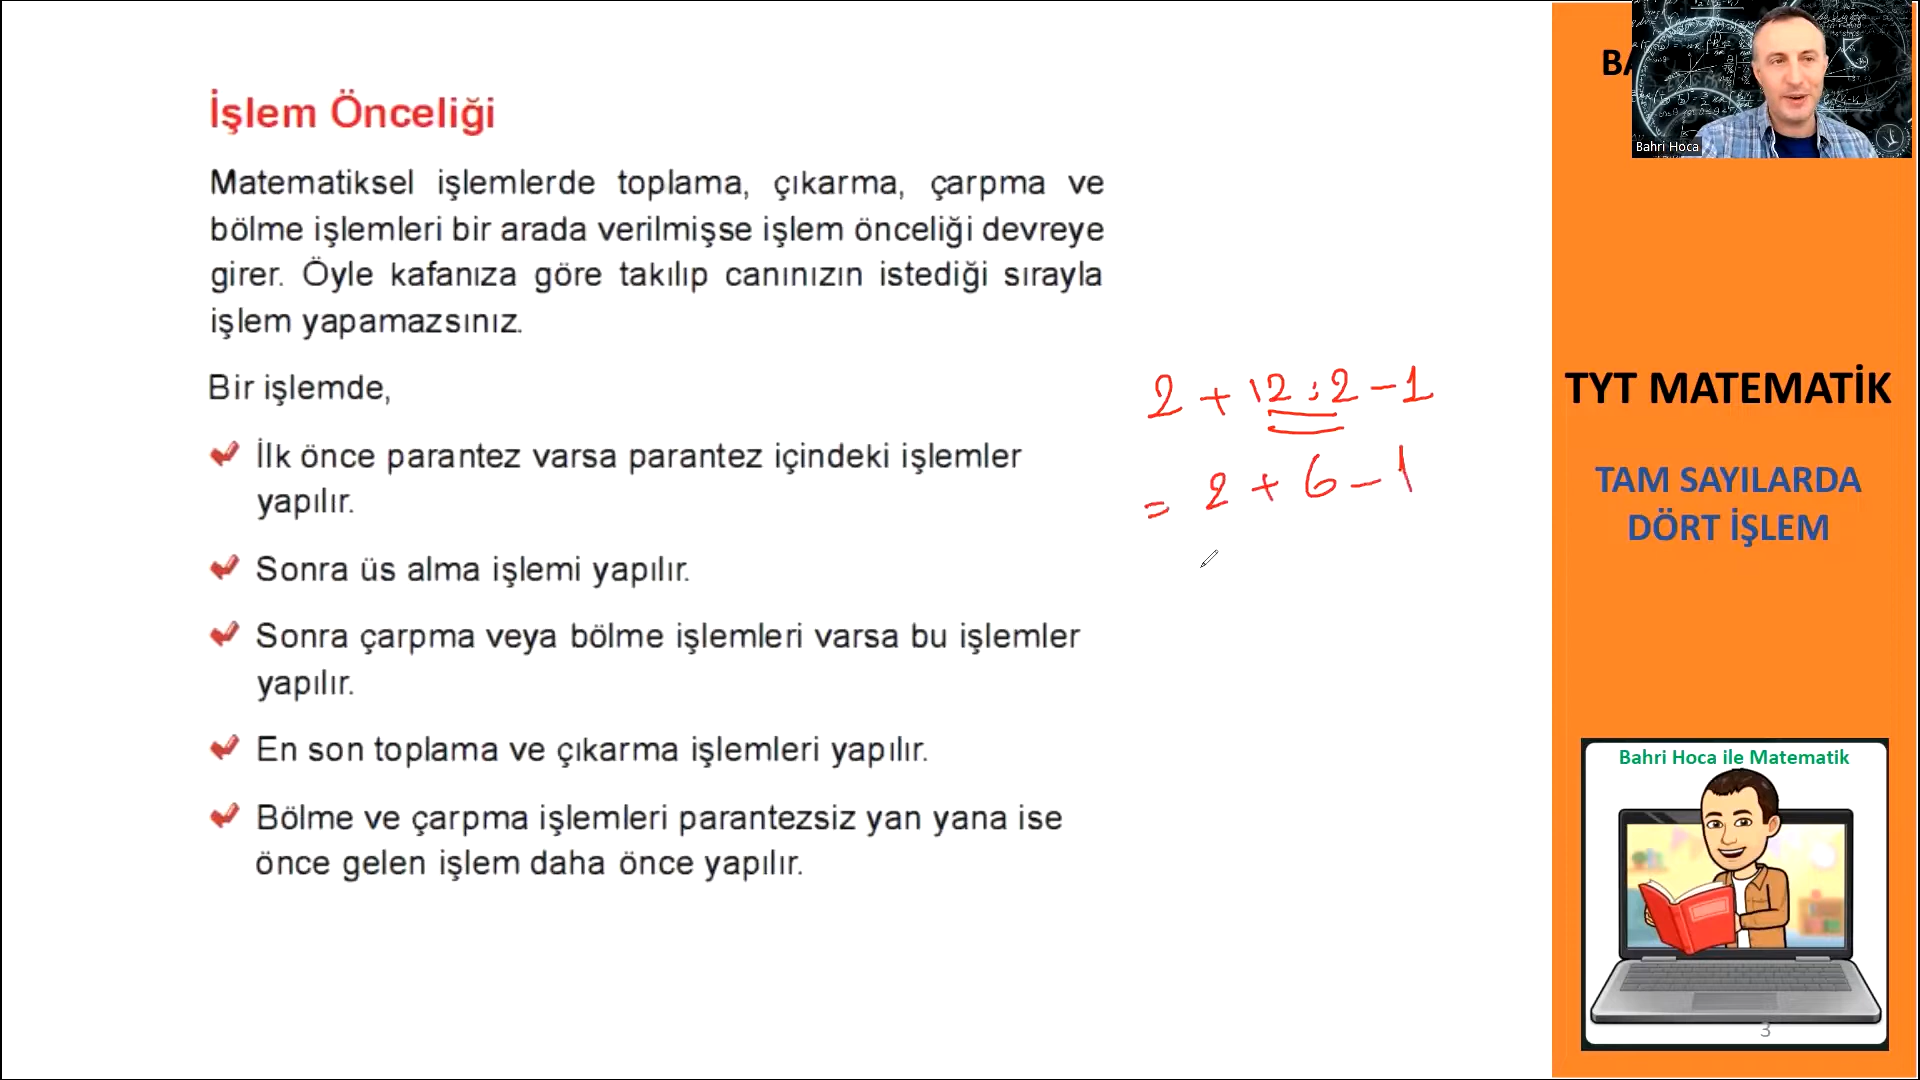 İşlem Önceliği
Matematiksel işlemlerde toplama, çıkarma, çarpma ve
bölme işlemleri bir arada verilmişse işlem önceliği devreye
girer. Öyle kafanıza göre takılıp canınızın istediği sırayla
işlem yapamazsınız.
Bir işlemde,
İlk önce parantez varsa parantez içindeki işlemler
yapılır.
Sonra üs alma işlemi yapılır.
Sonra çarpma veya bölme işlemleri varsa bu işlemler
yapılır.
En son toplama ve çıkarma işlemleri yapılır.
Bölme ve çarpma işlemleri parantezsiz yan yana ise
önce gelen işlem daha önce yapılır.
2 + 12 : 2 - 1
= 2 + 6 - 1
Bahri Hoca
TYT MATEMATİK
TAM SAYILARDA
DÖRT İŞLEM
Bahri Hoca ile Matematik
3